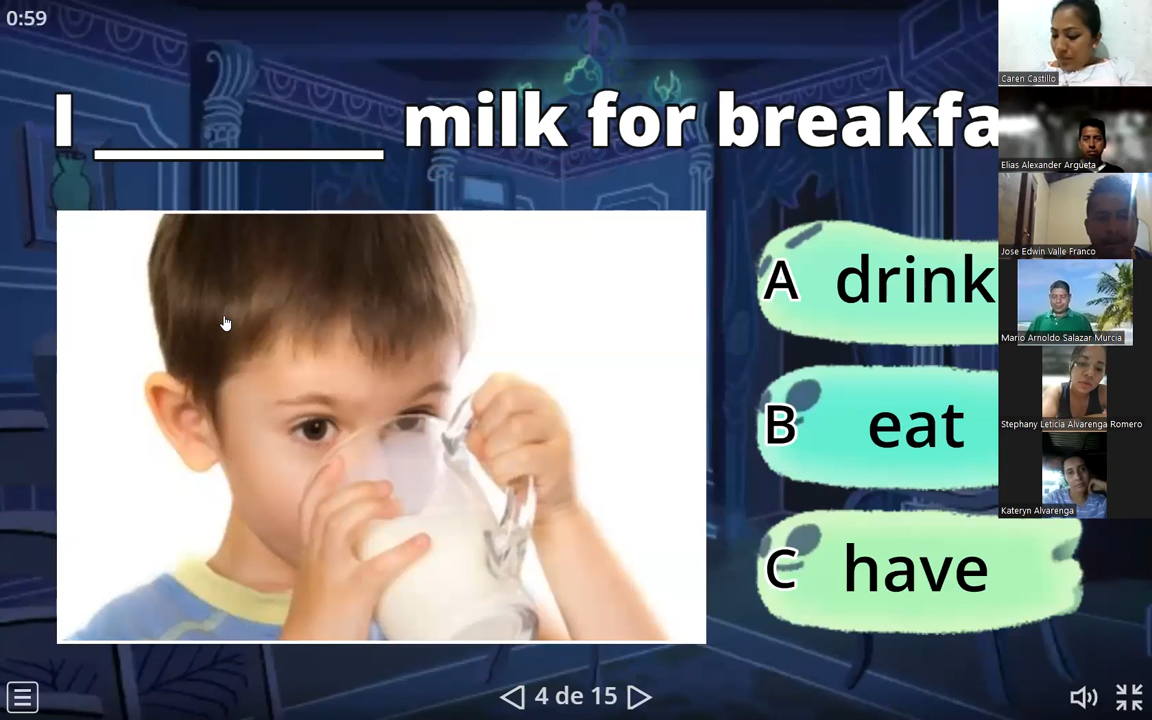 0:59
I ________ milk for breakfa
A drink
B eat
C have
4 de 15
Caren Castillo
Elias Alexander Argueta
Jose Edwin Valle Franco
Mario Arnoldo Salazar Murcia
Stephany Leticia Alvarenga Romero
Kateryn Alvarenga